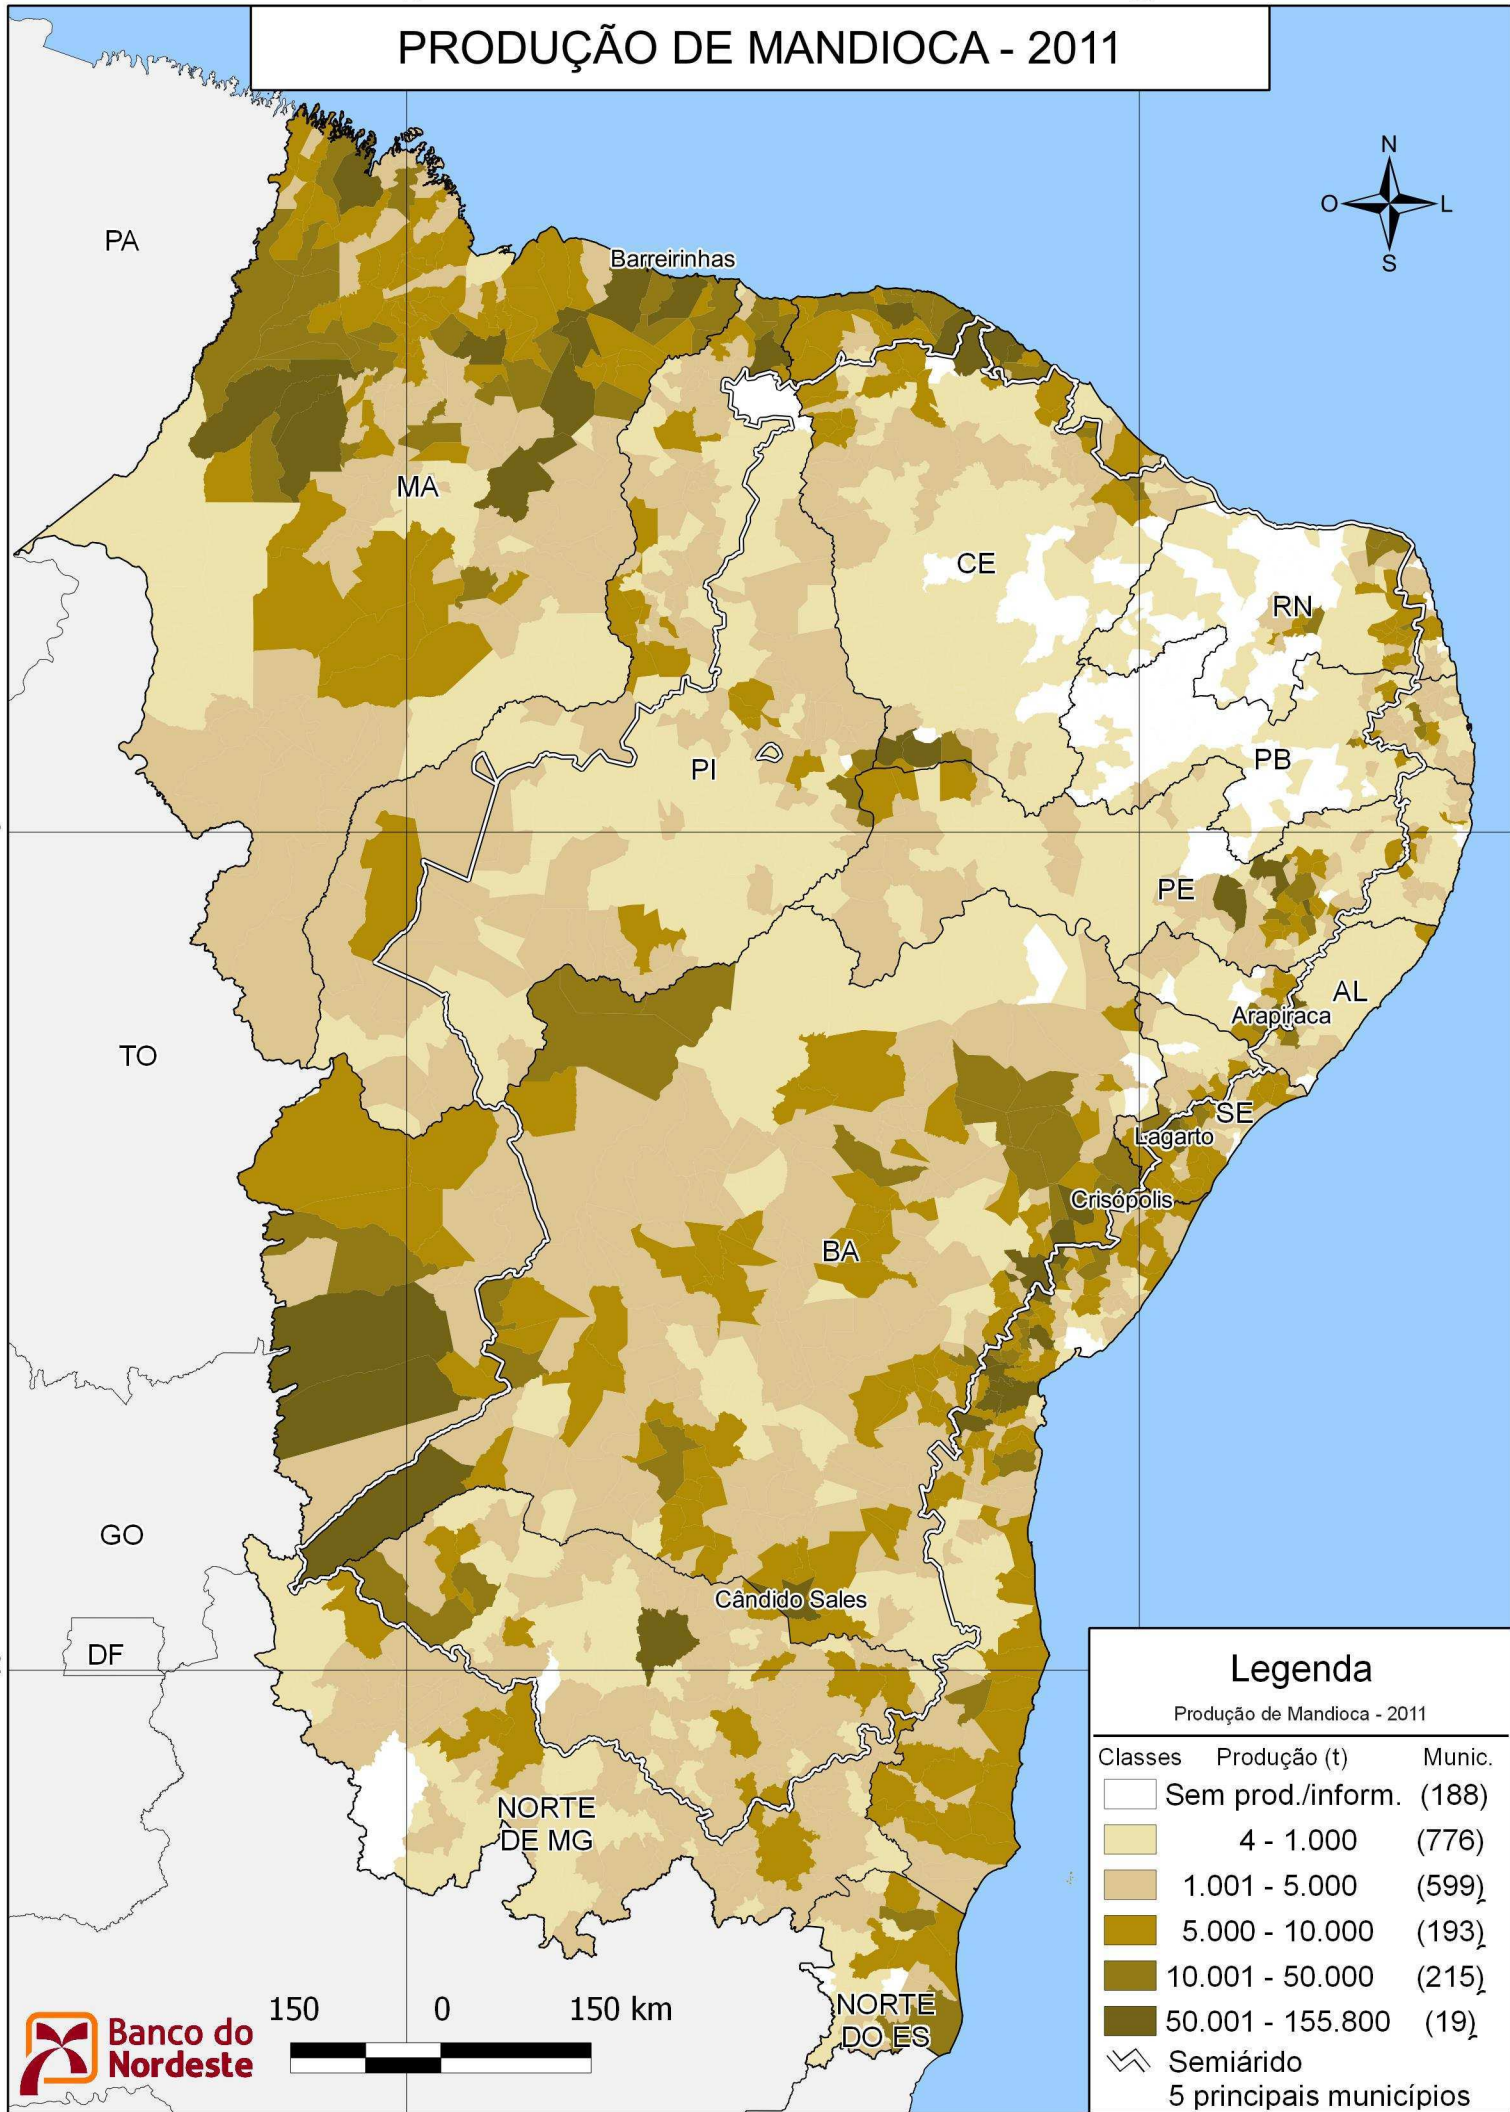 PRODUÇÃO DE MANDIOCA - 2011
N
O
L
S
PA
Barreirinhas
MA
CE
RN
PI
PB
PE
AL
Arapiraca
TO
SE
Lagarto
Crisópolis
BA
GO
Cândido Sales
DF
NORTE
DE MG
NORTE
DO ES
Legenda
Produção de Mandioca - 2011
Classes Produção (t) Munic.
Sem prod./inform. (188)
4 - 1.000 (776)
1.001 - 5.000 (599)
5.000 - 10.000 (193)
10.001 - 50.000 (215)
50.001 - 155.800 (19)
Semiárido
5 principais municípios
150 0 150 km
Banco do
Nordeste